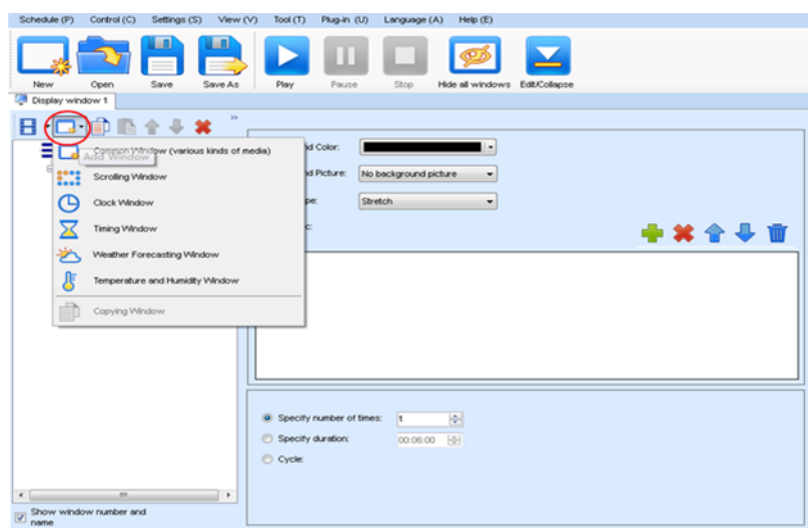 Schedule (P) Control (C) Settings (S) View (V) Tool (T) Plug-in (U) Language (A) Help (E)
New Open Save Save As Play Pause Stop Hide all windows Edit/Collapse
Display window 1
»
Common Window (various kinds of media)
Add Window
Scrolling Window
Clock Window
Timing Window
Weather Forecasting Window
Temperature and Humidity Window
Copying Window
Color:
Picture: No background picture
Stretch
Specify number of times: 1
Specify duration: 00:06:00
Cycle:
Show window number and
name